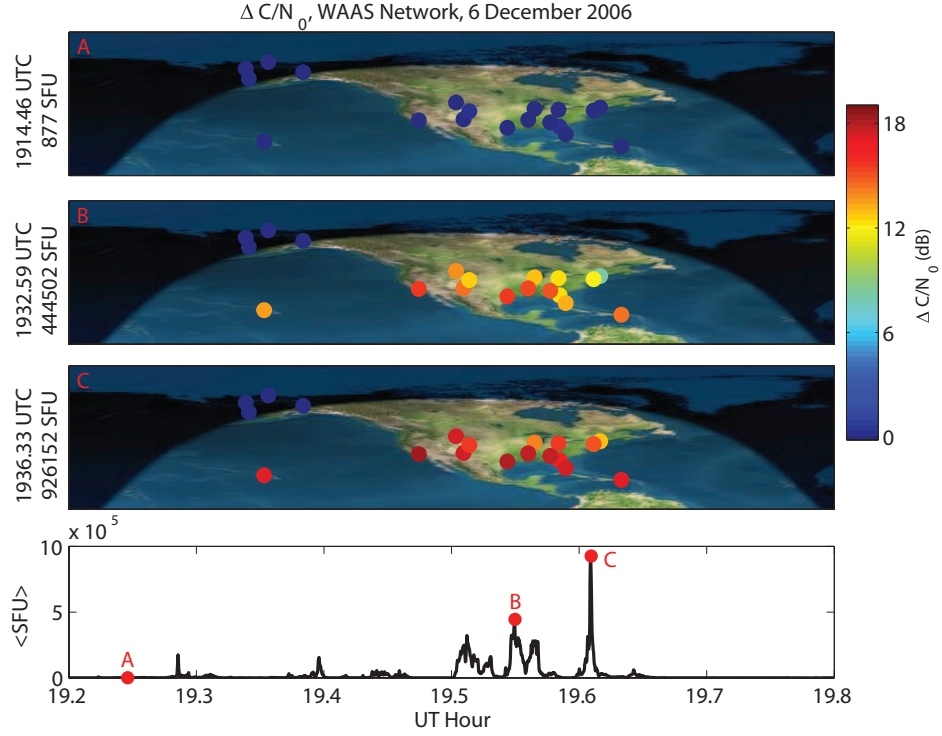 Δ C/N 0, WAAS Network, 6 December 2006
A
1914.46 UTC
877 SFU
B
1932.59 UTC
444502 SFU
C
1936.33 UTC
926152 SFU
18
12
6
0
Δ C/N 0 (dB)
x 10 5
10
5
0
<SFU>
A
B
C
19.2 19.3 19.4 19.5 19.6 19.7 19.8
UT Hour